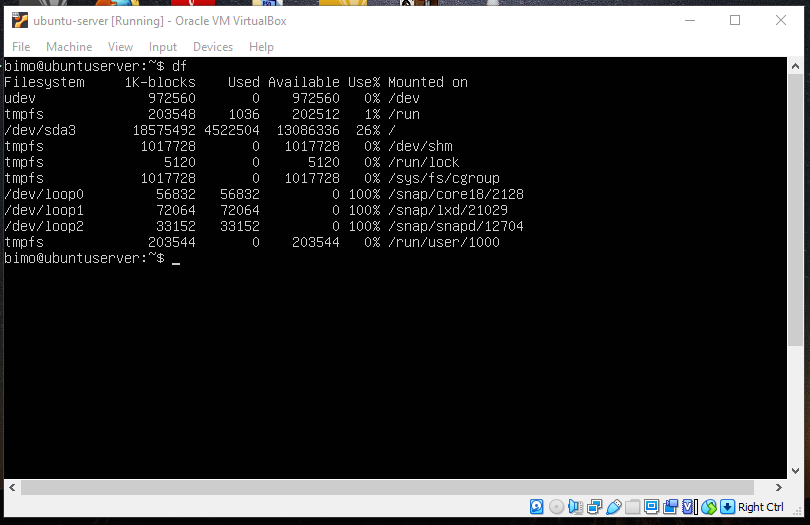 ubuntu-server [Running] - Oracle VM VirtualBox
File Machine View Input Devices Help
bimo@ubuntuserver:~$ df
Filesystem     1K-blocks    Used Available Use% Mounted on
udev              972560       0    972560   0% /dev
tmpfs             203548    1036    202512   1% /run
/dev/sda3       18575492 4522504  13086336  26% /
tmpfs            1017728       0   1017728   0% /dev/shm
tmpfs               5120       0      5120   0% /run/lock
tmpfs            1017728       0   1017728   0% /sys/fs/cgroup
/dev/loop0         56832   56832         0 100% /snap/core18/2128
/dev/loop1         72064   72064         0 100% /snap/lxd/21029
/dev/loop2         33152   33152         0 100% /snap/snapd/12704
tmpfs             203544       0    203544   0% /run/user/1000
bimo@ubuntuserver:~$ _
Right Ctrl